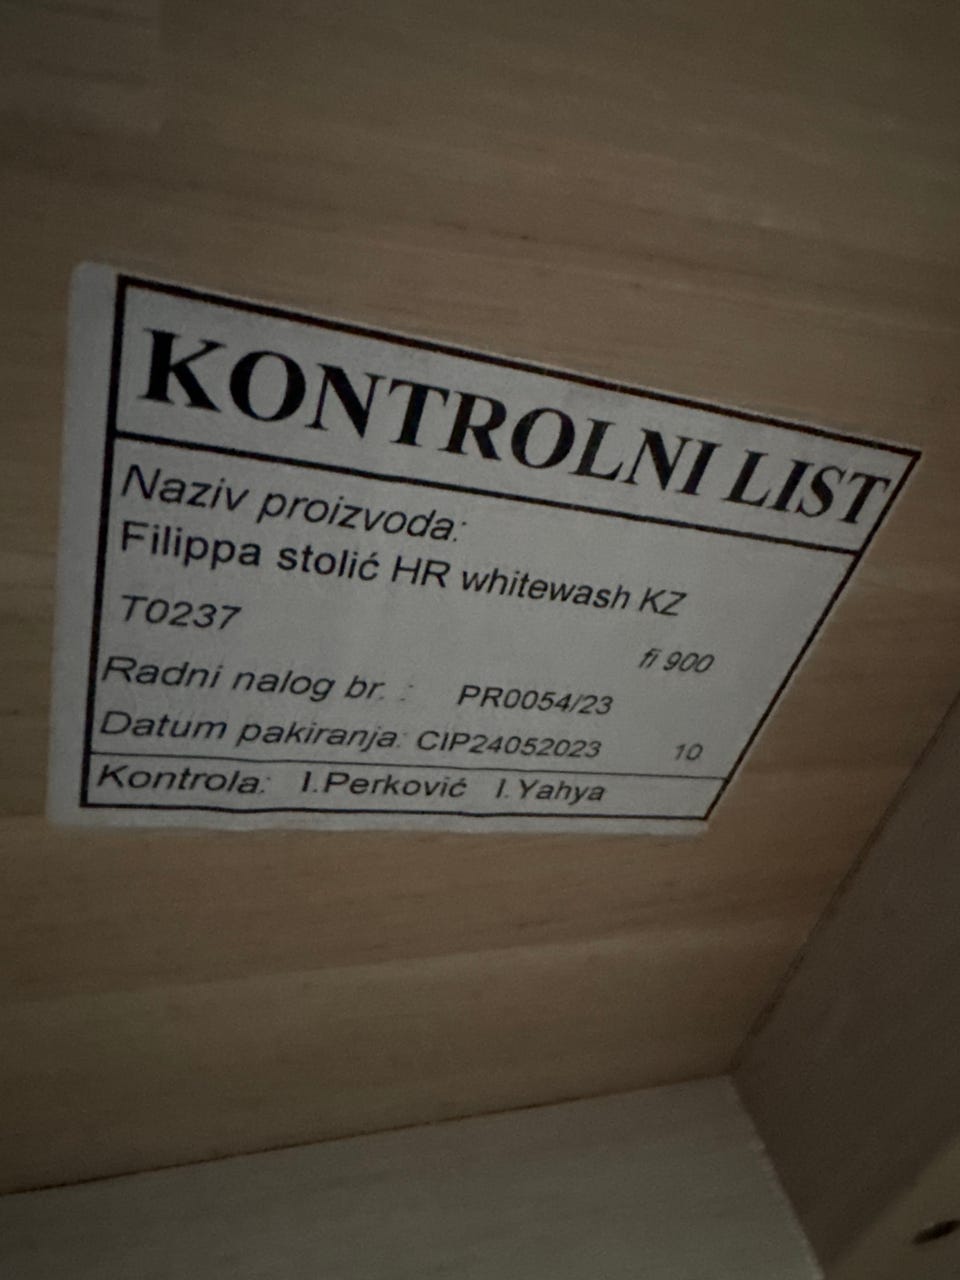 KONTROLNI LIST
Naziv proizvoda:
Filippa stolić HR whitewash KZ
T0237
fi 900
Radni nalog br. : PR0054/23
Datum pakiranja: CIP24052023 10
Kontrola: I.Perković I.Yahya